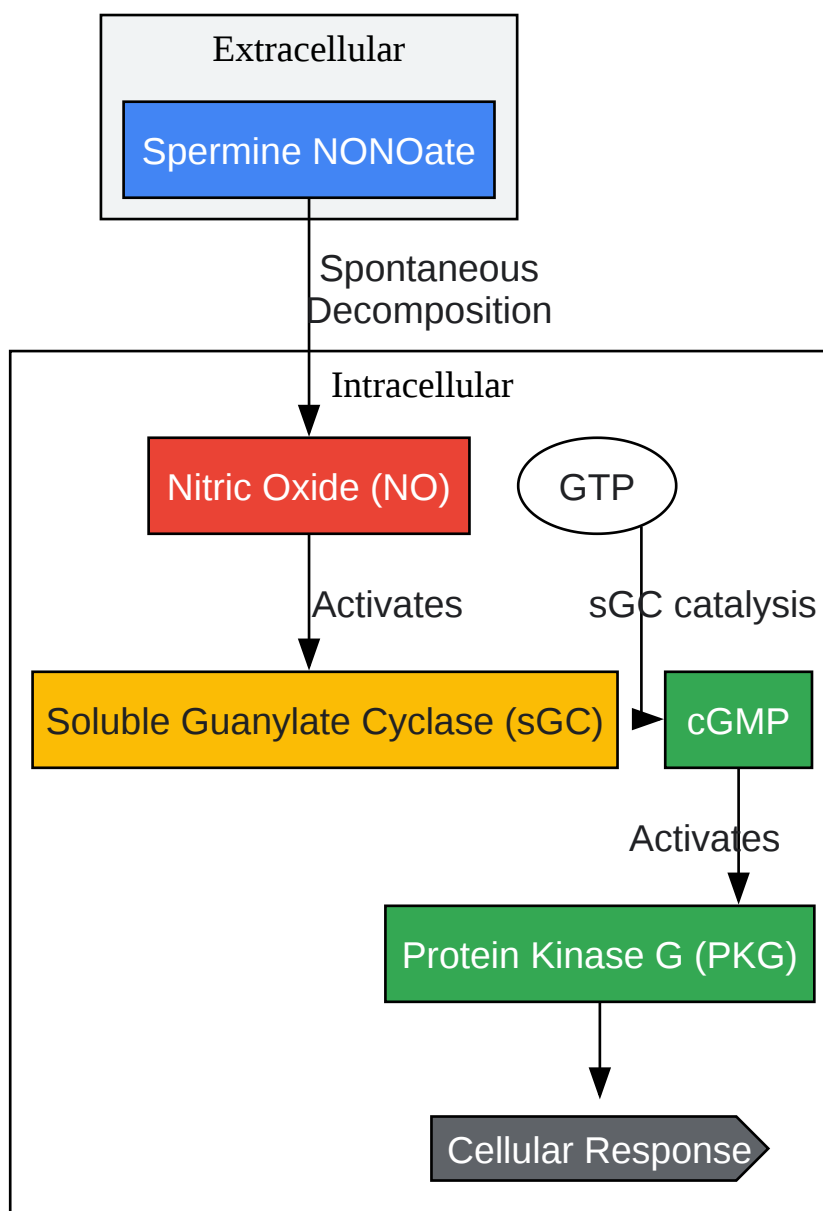 Extracellular
Spermine NONOate
Spontaneous
Decomposition
Intracellular
Nitric Oxide (NO)
GTP
Activates
sGC catalysis
Soluble Guanylate Cyclase (sGC)
cGMP
Activates
Protein Kinase G (PKG)
Cellular Response